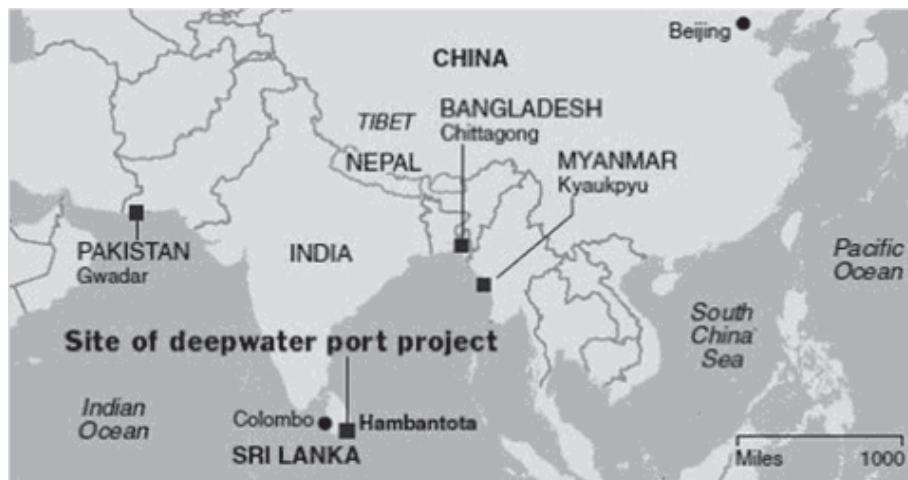 Beijing
CHINA
BANGLADESH
Chittagong
TIBET
NEPAL
MYANMAR
Kyaukpyu
PAKISTAN
Gwadar
INDIA
Pacific
Ocean
South
China
Sea
Site of deepwater port project
Indian
Ocean
Colombo
Hambantota
SRI LANKA
Miles 1000